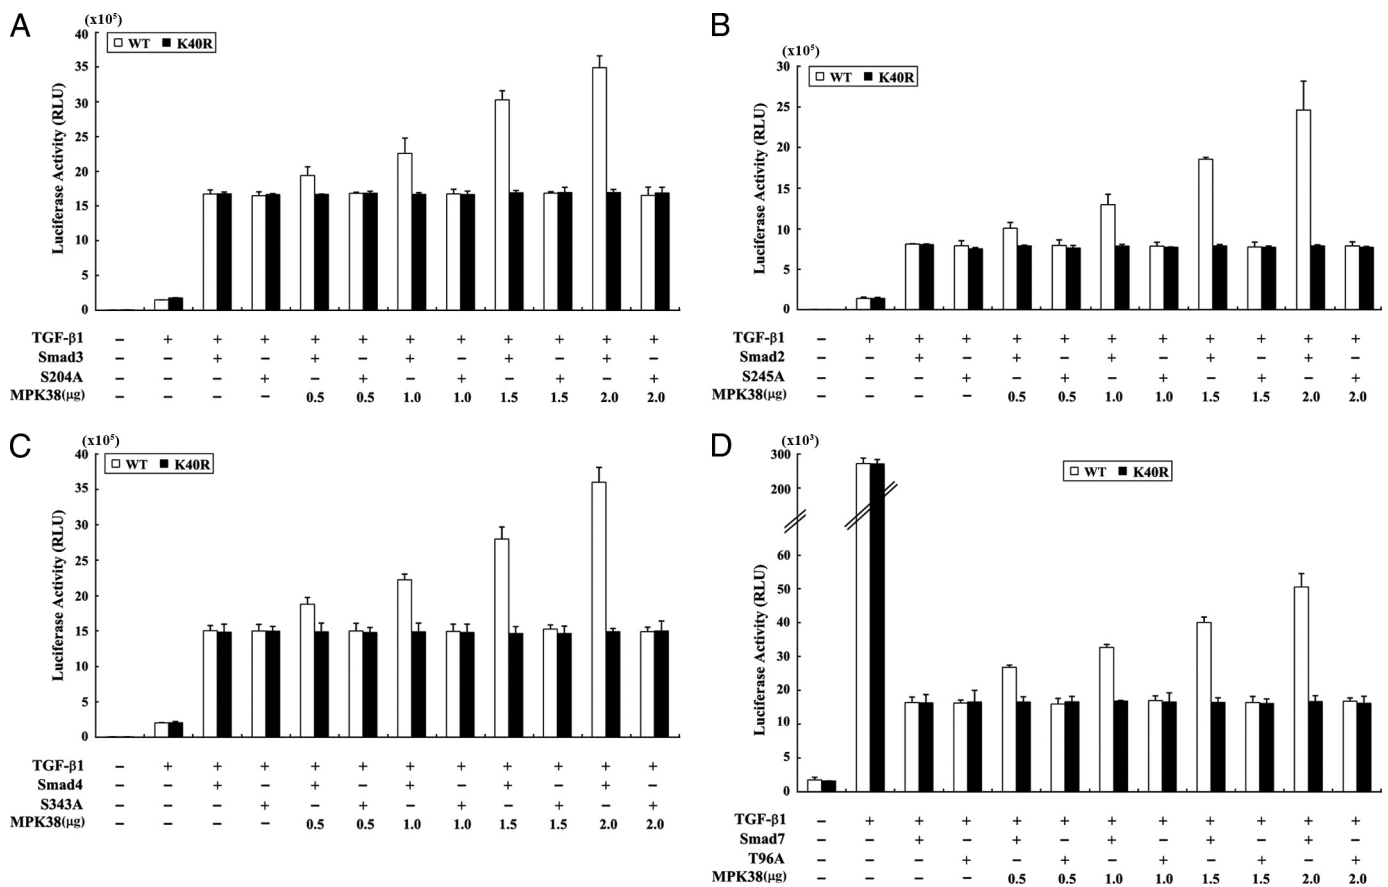 A
(x10⁵)
WT K40R
Luciferase Activity (RLU)
40
35
30
25
20
15
10
5
0
TGF-β1 – + + + + + + + + + + +
Smad3 – – + – + – + – + – + –
S204A – – – + – + – + – + – +
MPK38(μg) – – – – 0.5 0.5 1.0 1.0 1.5 1.5 2.0 2.0
B
(x10⁵)
WT K40R
Luciferase Activity (RLU)
30
25
20
15
10
5
0
TGF-β1 – + + + + + + + + + + +
Smad2 – – + – + – + – + – + –
S245A – – – + – + – + – + – +
MPK38(μg) – – – – 0.5 0.5 1.0 1.0 1.5 1.5 2.0 2.0
C
(x10⁵)
WT K40R
Luciferase Activity (RLU)
40
35
30
25
20
15
10
5
0
TGF-β1 – + + + + + + + + + + +
Smad4 – – + – + – + – + – + –
S343A – – – + – + – + – + – +
MPK38(μg) – – – – 0.5 0.5 1.0 1.0 1.5 1.5 2.0 2.0
D
(x10³)
WT K40R
Luciferase Activity (RLU)
300
200
60
50
40
30
20
10
5
0
TGF-β1 – + + + + + + + + + + +
Smad7 – – + – + – + – + – + –
T96A – – – + – + – + – + – +
MPK38(μg) – – – – 0.5 0.5 1.0 1.0 1.5 1.5 2.0 2.0